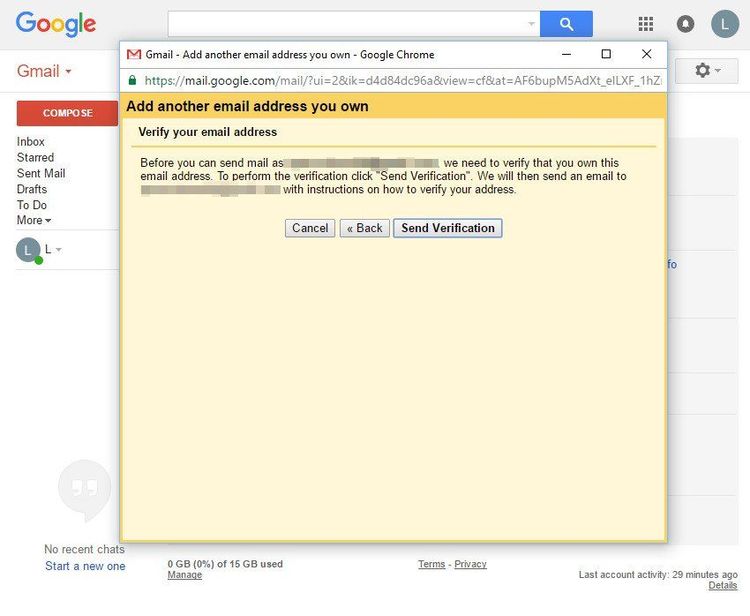 Google
L
Gmail - Add another email address you own - Google Chrome
https://mail.google.com/mail/?ui=2&ik=d4d84dc96a&view=cf&at=AF6bupM5AdXt_elLXF_1hZ
Gmail
COMPOSE
Inbox
Starred
Sent Mail
Drafts
To Do
More
L
L
Add another email address you own
Verify your email address
Before you can send mail as we need to verify that you own this
email address. To perform the verification click "Send Verification". We will then send an email to
with instructions on how to verify your address.
Cancel
« Back
Send Verification
fo
No recent chats
Start a new one
0 GB (0%) of 15 GB used
Manage
Terms - Privacy
Last account activity: 29 minutes ago
Details